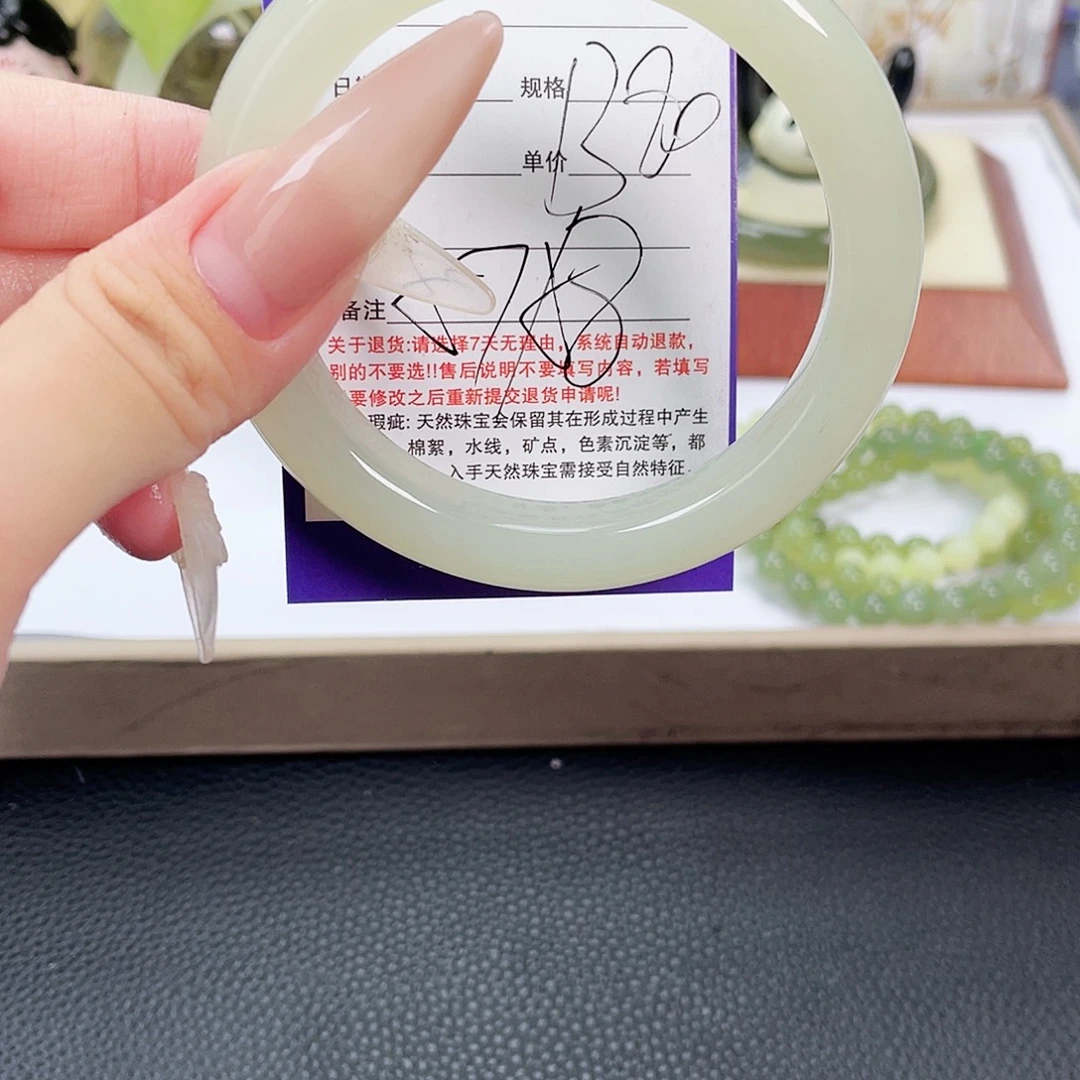 规格
单价
备注
关于退货:请选择7天无理由，系统自动退款，
别的不要选!!售后说明不要填写内容，若填写
要修改之后重新提交退货申请呢!
瑕疵: 天然珠宝会保留其在形成过程中产生
棉絮，水线，矿点，色素沉淀等，都
入手天然珠宝需接受自然特征